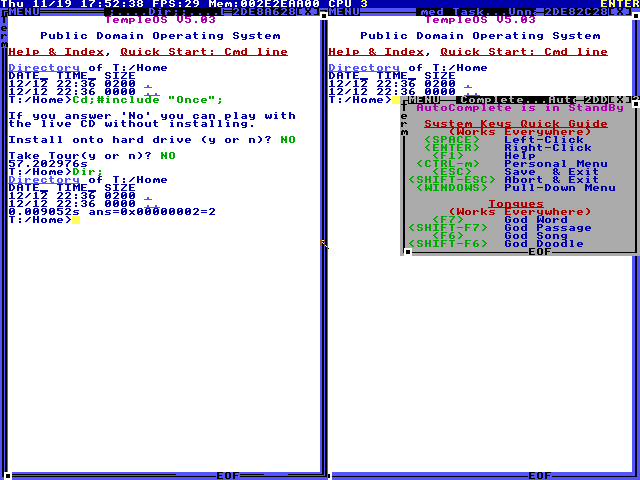 Thu 11/19 17:52:38 FPS:29 Mem:002E2EAA00 CPU 3 ENTER
MENU
TempleOS V5.03
Public Domain Operating System
Help & Index, Quick Start: Cmd line
Directory of T:/Home
DATE_ TIME_ SIZE
12/12 22:36 0200 .
12/12 22:36 0000 ..
T:/Home>Cd;#include "Once";
If you answer 'No' you can play with
the live CD without installing.
Install onto hard drive (y or n)? NO
Take Tour(y or n)? NO
57.202976s
T:/Home>Dir;
Directory of T:/Home
DATE_ TIME_ SIZE
12/12 22:36 0200 .
12/12 22:36 0000 ..
0.009052s ans=0x00000002=2
T:/Home>
EOF
MENU
TempleOS V5.03
Public Domain Operating System
Help & Index, Quick Start: Cmd line
Directory of T:/Home
DATE_ TIME_ SIZE
12/12 22:36 0200 .
12/12 22:36 0000 ..
T:/Home>
MENU Complete...Aut 2DD [X]
AutoComplete is in StandBy
System Keys Quick Guide
(Works Everywhere)
<SPACE> Left-Click
<ENTER> Right-Click
<F1> Help
<CTRL-m> Personal Menu
<ESC> Save & Exit
<SHIFT-ESC> Abort & Exit
<WINDOWS> Pull-Down Menu
Tongues
(Works Everywhere)
<F7> God Word
<SHIFT-F7> God Passage
<F6> God Song
<SHIFT-F6> God Doodle
EOF
EOF